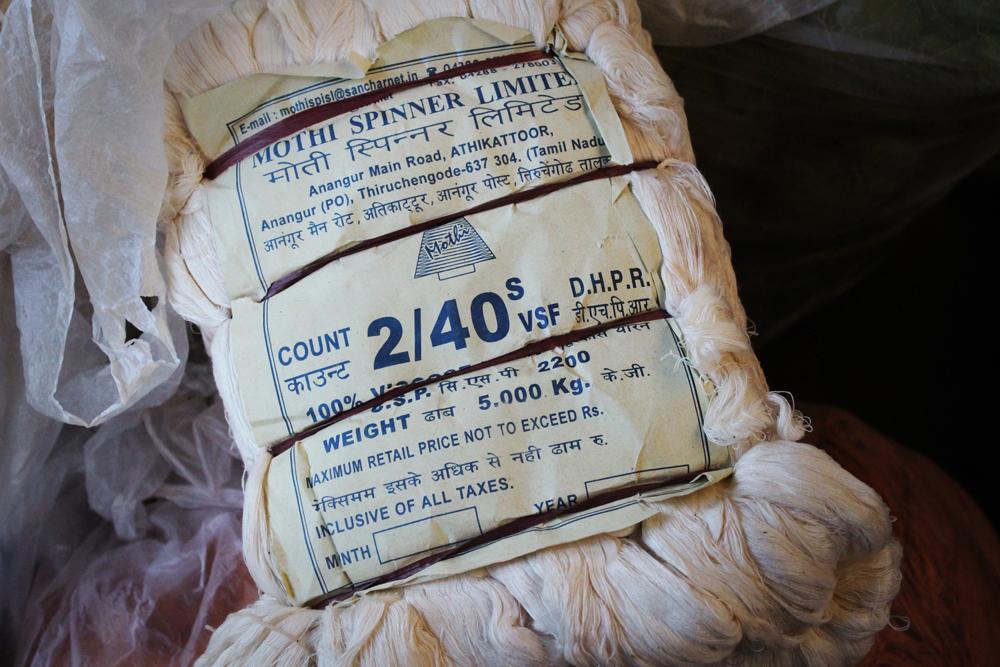 E-mail : mothispisl@sancharnet.in
MOTHI SPINNER LIMITED
मोती स्पिन्नर लिमिटेड
Anangur Main Road, ATHIKATTOOR,
Anangur (PO), Thiruchengode-637 304. (Tamil Nadu
आनंगूर मैन रोट, अतिकाट्टूर, आनंगूर पोस्ट, तिरुचेंगोड
Mothi
COUNT 2/40s VSF D.H.P.R.
काउन्ट डी.एच.पी.आर
100%
C.S.P. सि.एस.पी 2200
WEIGHT ढाब 5.000 Kg. के.जी.
MAXIMUM RETAIL PRICE NOT TO EXCEED Rs.
इसके अधिक से नही ढाम रु.
INCLUSIVE OF ALL TAXES.
MNTH YEAR